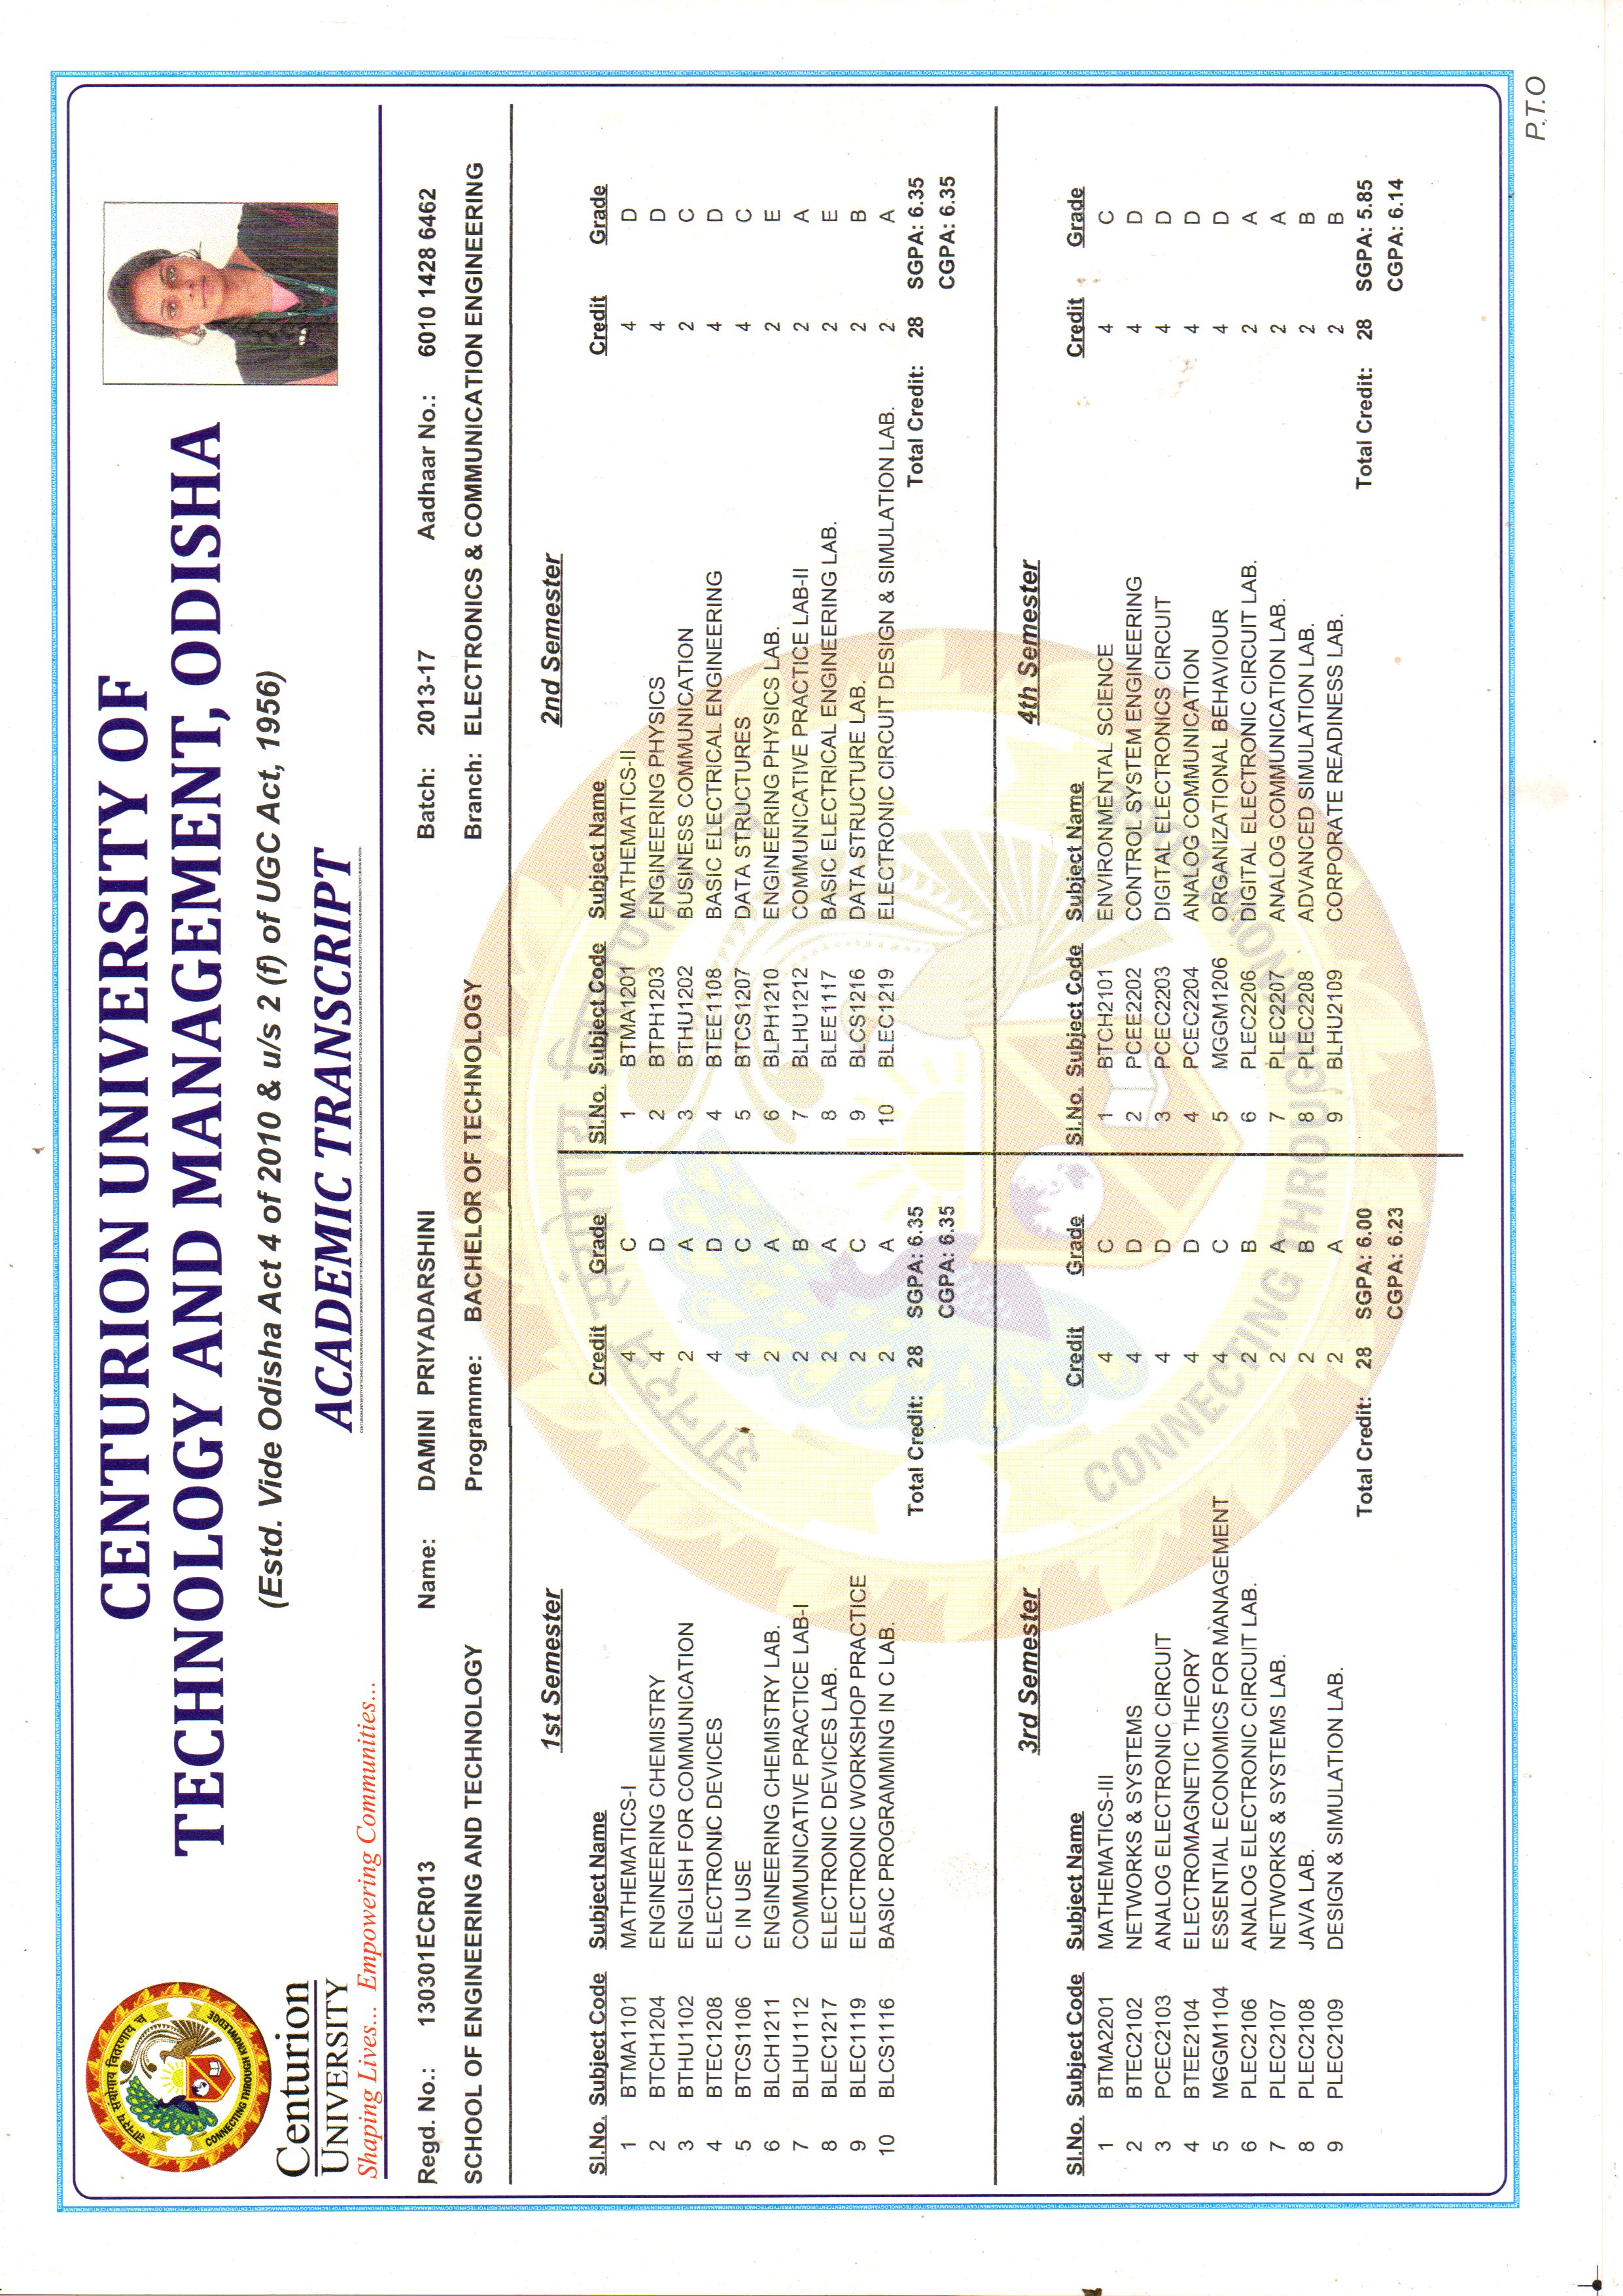 CENTURION UNIVERSITY OF
TECHNOLOGY AND MANAGEMENT, ODISHA
(Estd. Vide Odisha Act 4 of 2010 & u/s 2 (f) of UGC Act, 1956)
ACADEMIC TRANSCRIPT
ज्ञानश्य संयोगाय वितरणाय च
CONNECTING THROUGH KNOWLEDGE
Centurion
UNIVERSITY
Shaping Lives... Empowering Communities...
Regd. No.: 130301ECR013 Name: DAMINI PRIYADARSHINI Batch: 2013-17 Aadhaar No.: 6010 1428 6462
SCHOOL OF ENGINEERING AND TECHNOLOGY Programme: BACHELOR OF TECHNOLOGY Branch: ELECTRONICS & COMMUNICATION ENGINEERING
1st Semester
Sl.No. Subject Code Subject Name Credit Grade
1 BTMA1101 MATHEMATICS-I 4 C
2 BTCH1204 ENGINEERING CHEMISTRY 4 D
3 BTHU1102 ENGLISH FOR COMMUNICATION 2 A
4 BTEC1208 ELECTRONIC DEVICES 4 D
5 BTCS1106 C IN USE 4 C
6 BLCH1211 ENGINEERING CHEMISTRY LAB. 2 A
7 BLHU1112 COMMUNICATIVE PRACTICE LAB-I 2 B
8 BLEC1217 ELECTRONIC DEVICES LAB. 2 A
9 BLEC1119 ELECTRONIC WORKSHOP PRACTICE 2 C
10 BLCS1116 BASIC PROGRAMMING IN C LAB. 2 A
Total Credit: 28 SGPA: 6.35
CGPA: 6.35
2nd Semester
Sl.No. Subject Code Subject Name Credit Grade
1 BTMA1201 MATHEMATICS-II 4 D
2 BTPH1203 ENGINEERING PHYSICS 4 D
3 BTHU1202 BUSINESS COMMUNICATION 2 C
4 BTEE1108 BASIC ELECTRICAL ENGINEERING 4 D
5 BTCS1207 DATA STRUCTURES 4 C
6 BLPH1210 ENGINEERING PHYSICS LAB. 2 E
7 BLHU1212 COMMUNICATIVE PRACTICE LAB-II 2 A
8 BLEE1117 BASIC ELECTRICAL ENGINEERING LAB. 2 E
9 BLCS1216 DATA STRUCTURE LAB. 2 B
10 BLEC1219 ELECTRONIC CIRCUIT DESIGN & SIMULATION LAB. 2 A
Total Credit: 28 SGPA: 6.35
CGPA: 6.35
3rd Semester
Sl.No. Subject Code Subject Name Credit Grade
1 BTMA2201 MATHEMATICS-III 4 C
2 BTEC2102 NETWORKS & SYSTEMS 4 D
3 PCEC2103 ANALOG ELECTRONIC CIRCUIT 4 D
4 BTEE2104 ELECTROMAGNETIC THEORY 4 D
5 MGGM1104 ESSENTIAL ECONOMICS FOR MANAGEMENT 4 C
6 PLEC2106 ANALOG ELECTRONIC CIRCUIT LAB. 2 B
7 PLEC2107 NETWORKS & SYSTEMS LAB. 2 A
8 PLEC2108 JAVA LAB. 2 B
9 PLEC2109 DESIGN & SIMULATION LAB. 2 A
Total Credit: 28 SGPA: 6.00
CGPA: 6.23
4th Semester
Sl.No. Subject Code Subject Name Credit Grade
1 BTCH2101 ENVIRONMENTAL SCIENCE 4 C
2 PCEE2202 CONTROL SYSTEM ENGINEERING 4 D
3 PCEC2203 DIGITAL ELECTRONICS CIRCUIT 4 D
4 PCEC2204 ANALOG COMMUNICATION 4 D
5 MGGM1206 ORGANIZATIONAL BEHAVIOUR 4 D
6 PLEC2206 DIGITAL ELECTRONIC CIRCUIT LAB. 2 A
7 PLEC2207 ANALOG COMMUNICATION LAB. 2 A
8 PLEC2208 ADVANCED SIMULATION LAB. 2 B
9 BLHU2109 CORPORATE READINESS LAB. 2 B
Total Credit: 28 SGPA: 5.85
CGPA: 6.14
ज्ञानश्य संयोगाय वितरणाय च
CONNECTING THROUGH KNOWLEDGE
P.T.O